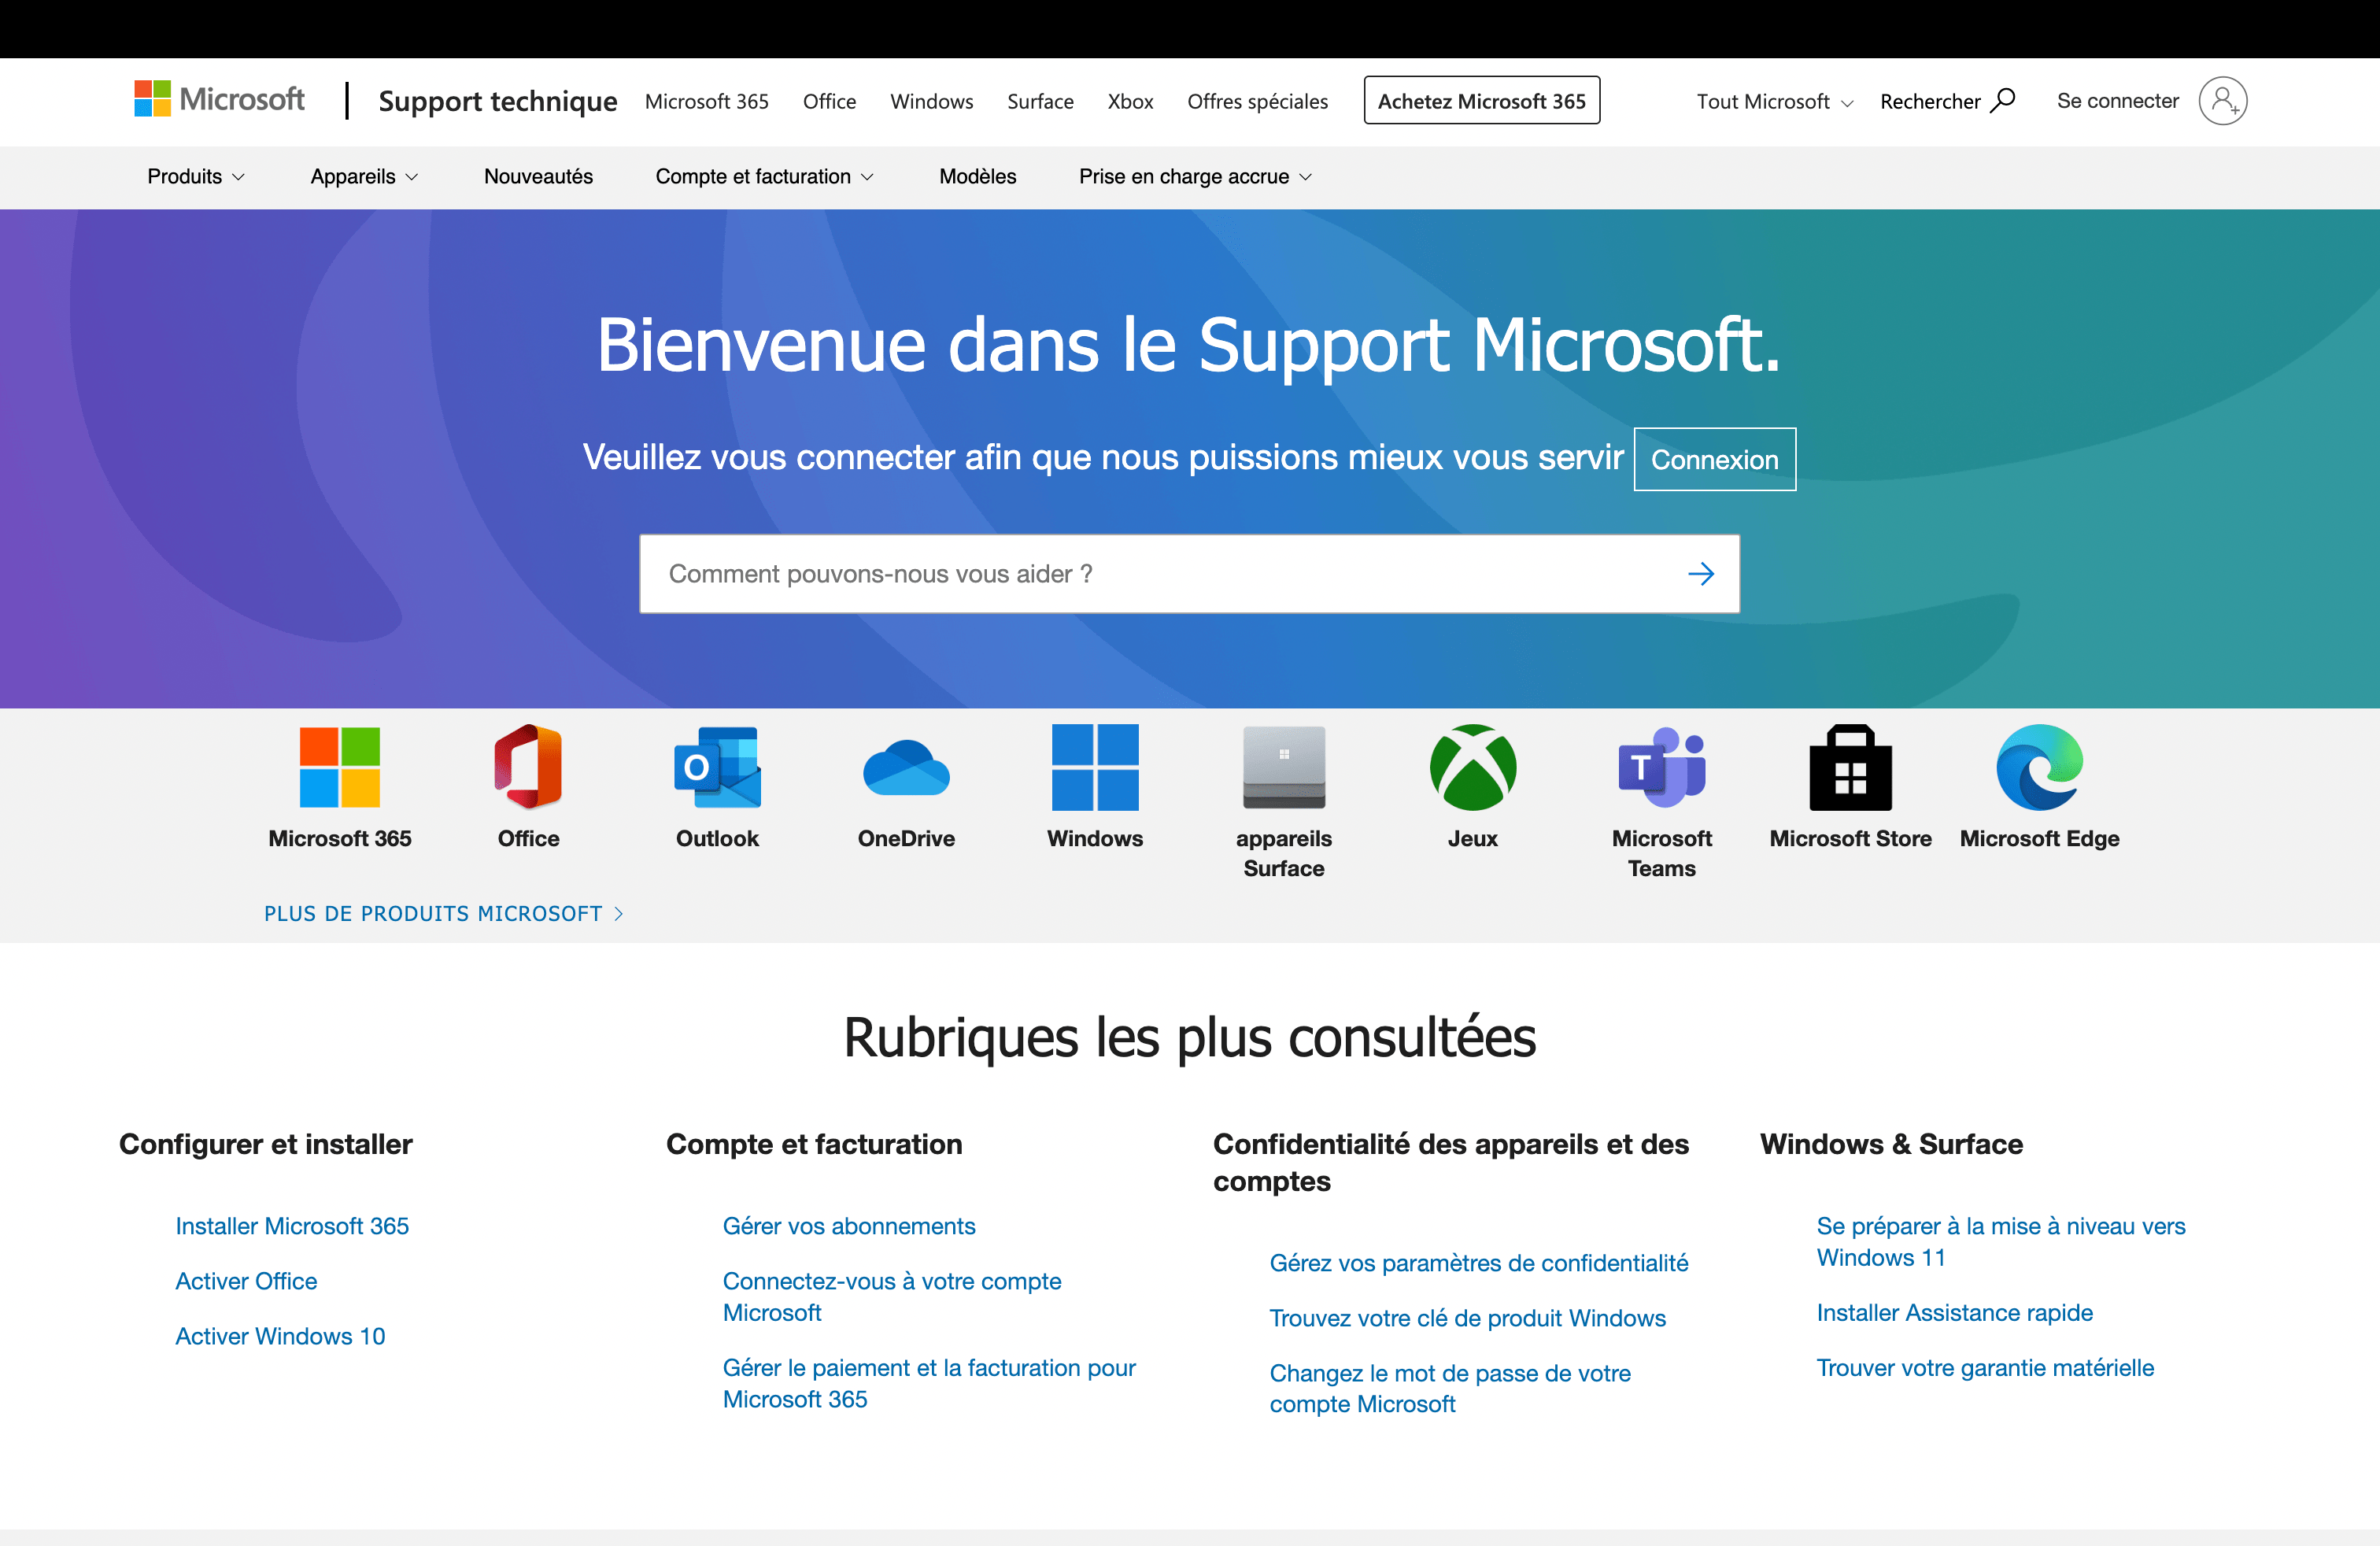 Microsoft
Support technique
Microsoft 365
Office
Windows
Surface
Xbox
Offres spéciales
Achetez Microsoft 365
Tout Microsoft
Rechercher
Se connecter
Produits
Appareils
Nouveautés
Compte et facturation
Modèles
Prise en charge accrue
Bienvenue dans le Support Microsoft.
Veuillez vous connecter afin que nous puissions mieux vous servir
Connexion
Comment pouvons-nous vous aider ?
Microsoft 365
Office
Outlook
OneDrive
Windows
appareils
Surface
Jeux
Microsoft
Teams
Microsoft Store
Microsoft Edge
PLUS DE PRODUITS MICROSOFT
Rubriques les plus consultées
Configurer et installer
Installer Microsoft 365
Activer Office
Activer Windows 10
Compte et facturation
Gérer vos abonnements
Connectez-vous à votre compte
Microsoft
Gérer le paiement et la facturation pour
Microsoft 365
Confidentialité des appareils et des
comptes
Gérez vos paramètres de confidentialité
Trouvez votre clé de produit Windows
Changez le mot de passe de votre
compte Microsoft
Windows & Surface
Se préparer à la mise à niveau vers
Windows 11
Installer Assistance rapide
Trouver votre garantie matérielle